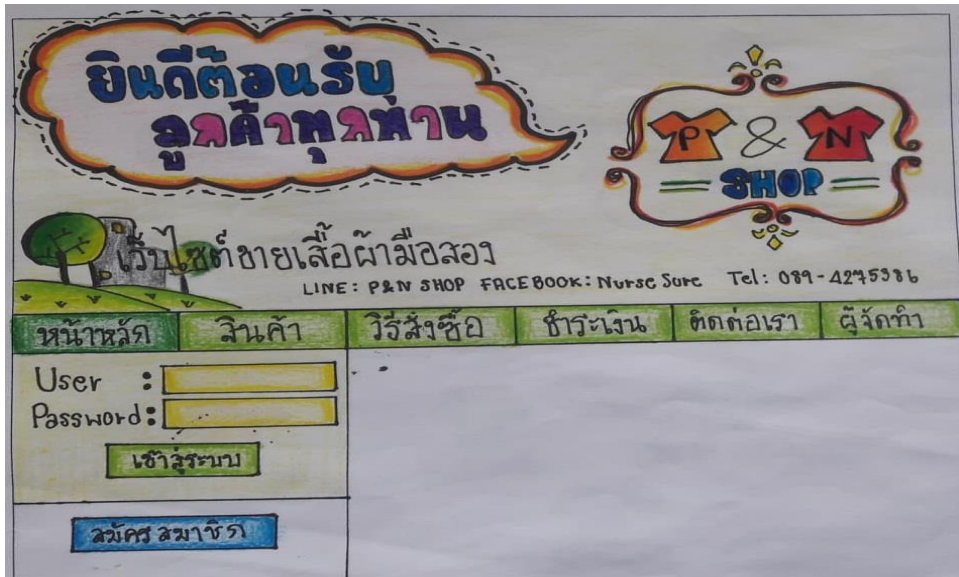 ยินดีต้อนรับ
ลูกค้าทุกท่าน
P & N
SHOP
เว็บไซต์ขายเสื้อผ้ามือสอง
LINE: P&N SHOP FACEBOOK: Nurse Sure Tel: 089-4275386
หน้าหลัก สินค้า วิธีสั่งซื้อ ชำระเงิน ติดต่อเรา ผู้จัดทำ
User :
Password :
เข้าสู่ระบบ
สมัครสมาชิก